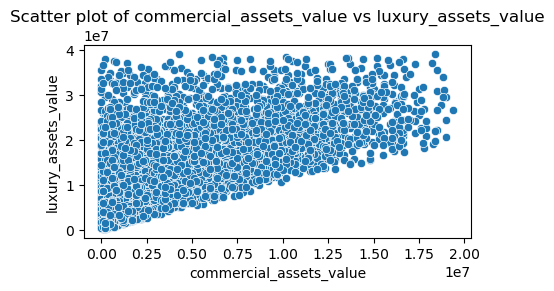 Scatter plot of commercial_assets_value vs luxury_assets_value
1e7
4
3
2
1
0
luxury_assets_value
0.00 0.25 0.50 0.75 1.00 1.25 1.50 1.75 2.00
commercial_assets_value
1e7